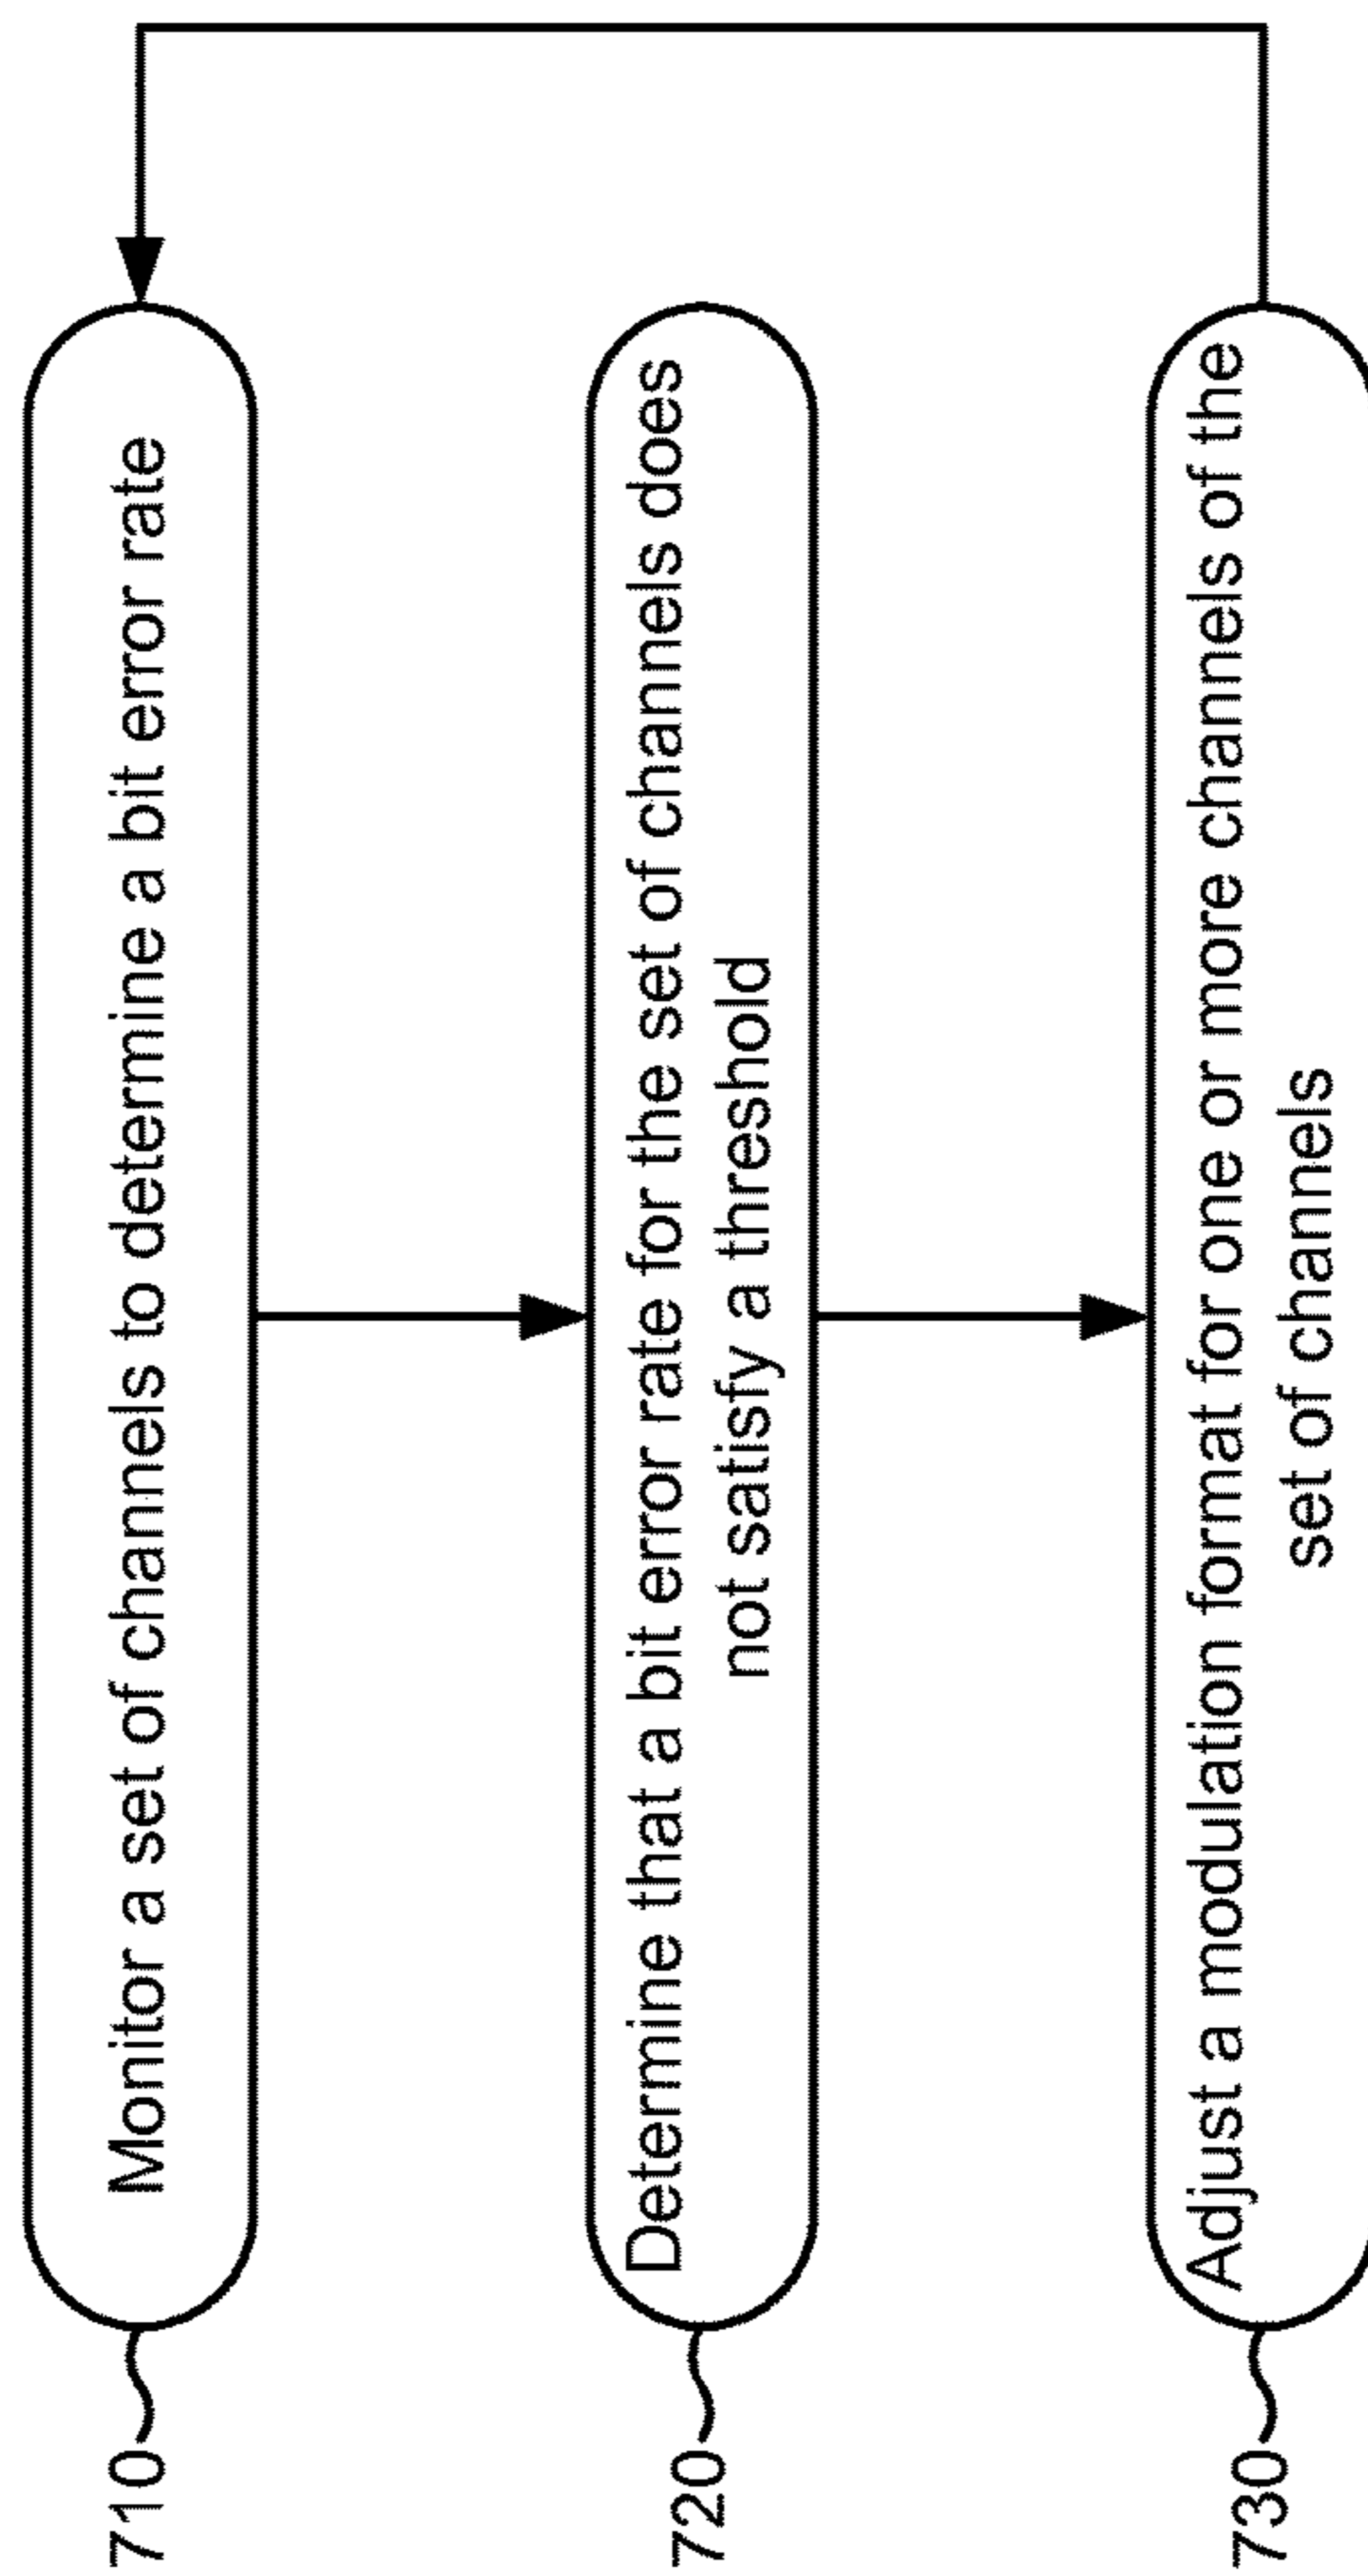 710
Monitor a set of channels to determine a bit error rate
720
Determine that a bit error rate for the set of channels does
not satisfy a threshold
730
Adjust a modulation format for one or more channels of the
set of channels